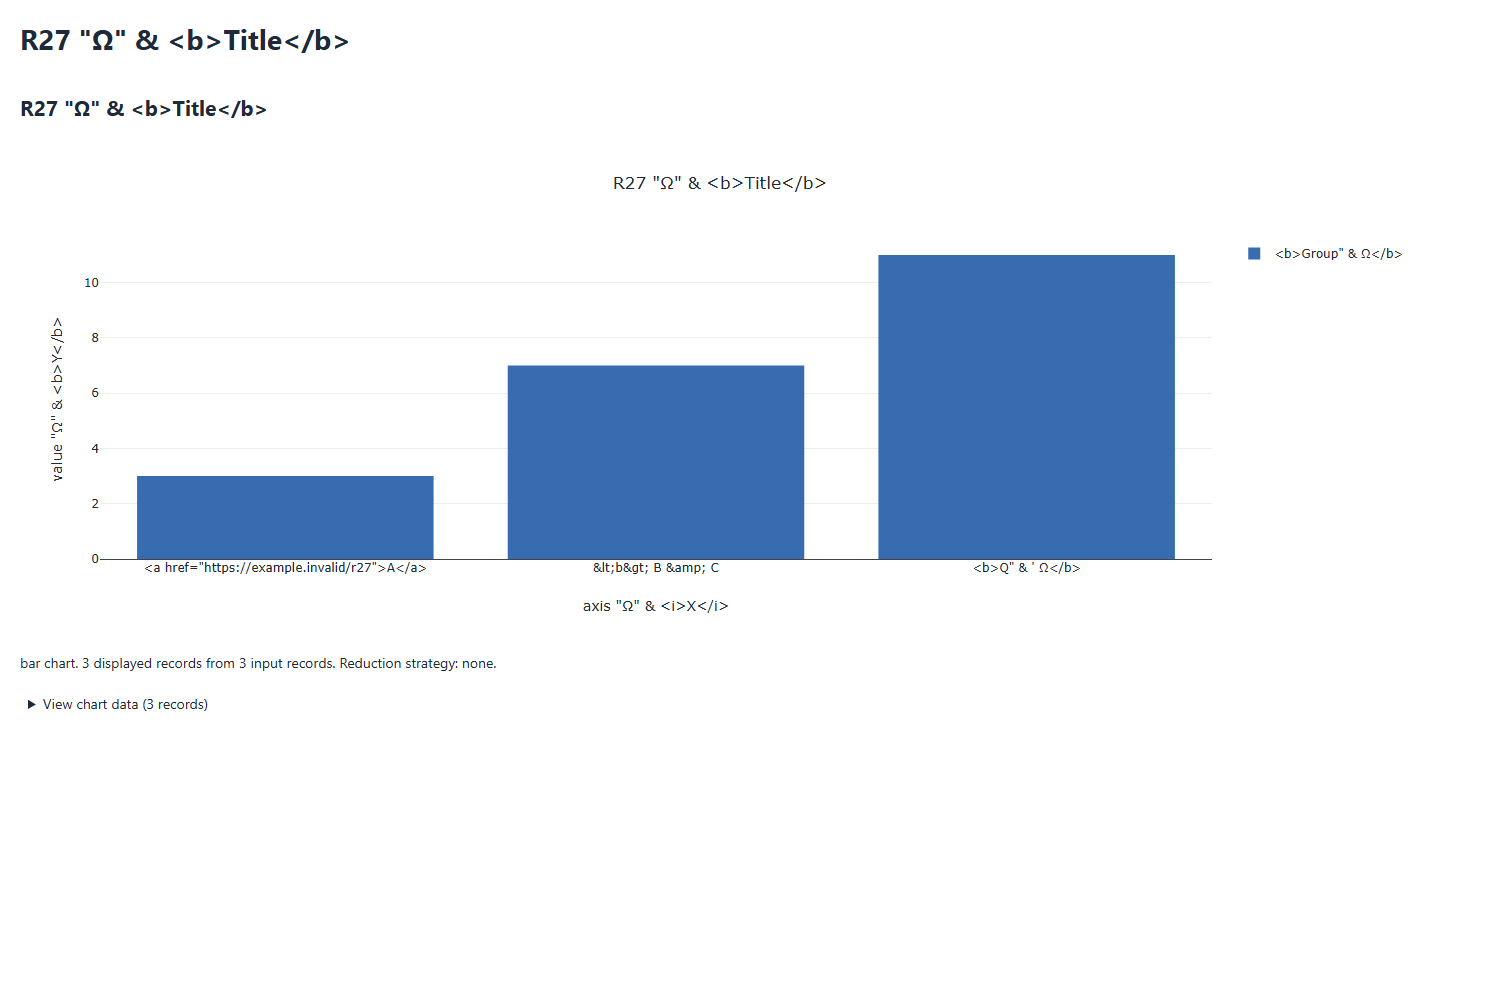 R27 "Ω" & <b>Title</b>
R27 "Ω" & <b>Title</b>
R27 "Ω" & <b>Title</b>
<b>Group" & Ω</b>
value "Ω" & <b>Y</b>
10
8
6
4
2
0
<a href="https://example.invalid/r27">A</a>
&lt;b&gt; B &amp; C
<b>Q" & ' Ω</b>
axis "Ω" & <i>X</i>
bar chart. 3 displayed records from 3 input records. Reduction strategy: none.
View chart data (3 records)